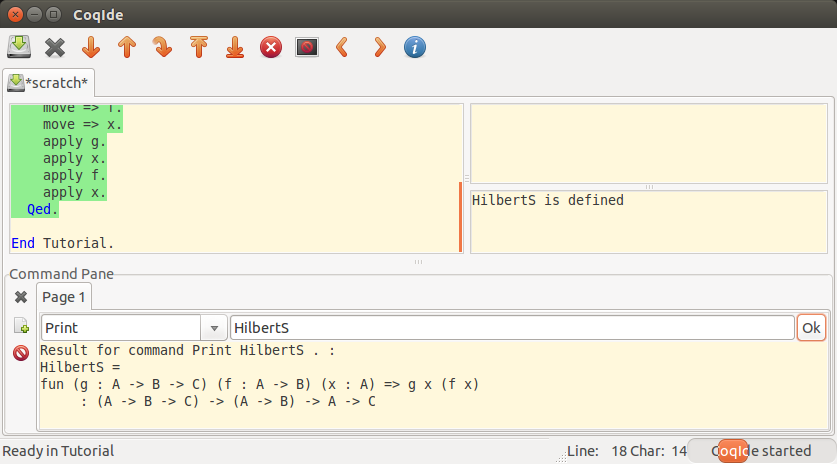 CoqIde
*scratch*
move => f.
move => x.
apply g.
apply x.
apply f.
apply x.
Qed.
End Tutorial.
HilbertS is defined
Command Pane
Page 1
Print
HilbertS
Ok
Result for command Print HilbertS . :
HilbertS =
fun (g : A -> B -> C) (f : A -> B) (x : A) => g x (f x)
: (A -> B -> C) -> (A -> B) -> A -> C
Ready in Tutorial
Line: 18 Char: 14
CoqIde started